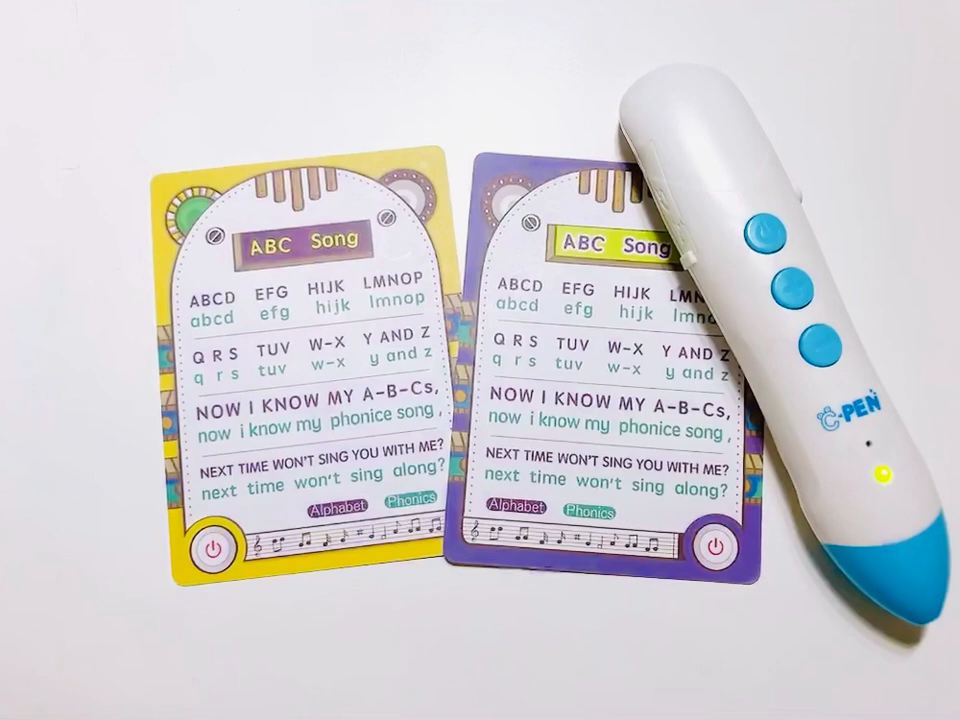 ABC Song
ABCD EFG HIJK LMNOP
abcd efg hijk lmnop
Q R S TUV W-X Y AND Z
q r s tuv w-x y and z
NOW I KNOW MY A-B-Cs,
now i know my phonice song ,
NEXT TIME WON'T SING YOU WITH ME?
next time won't sing along?
Alphabet Phonics
ABC Song
ABCD EFG HIJK
abcd efg hijk
Q R S TUV W-X Y AND Z
q r s tuv w-x y and z
NOW I KNOW MY A-B-Cs,
now i know my phonice song ,
NEXT TIME WON'T SING YOU WITH ME?
next time won't sing along?
Alphabet Phonics
C-PEN